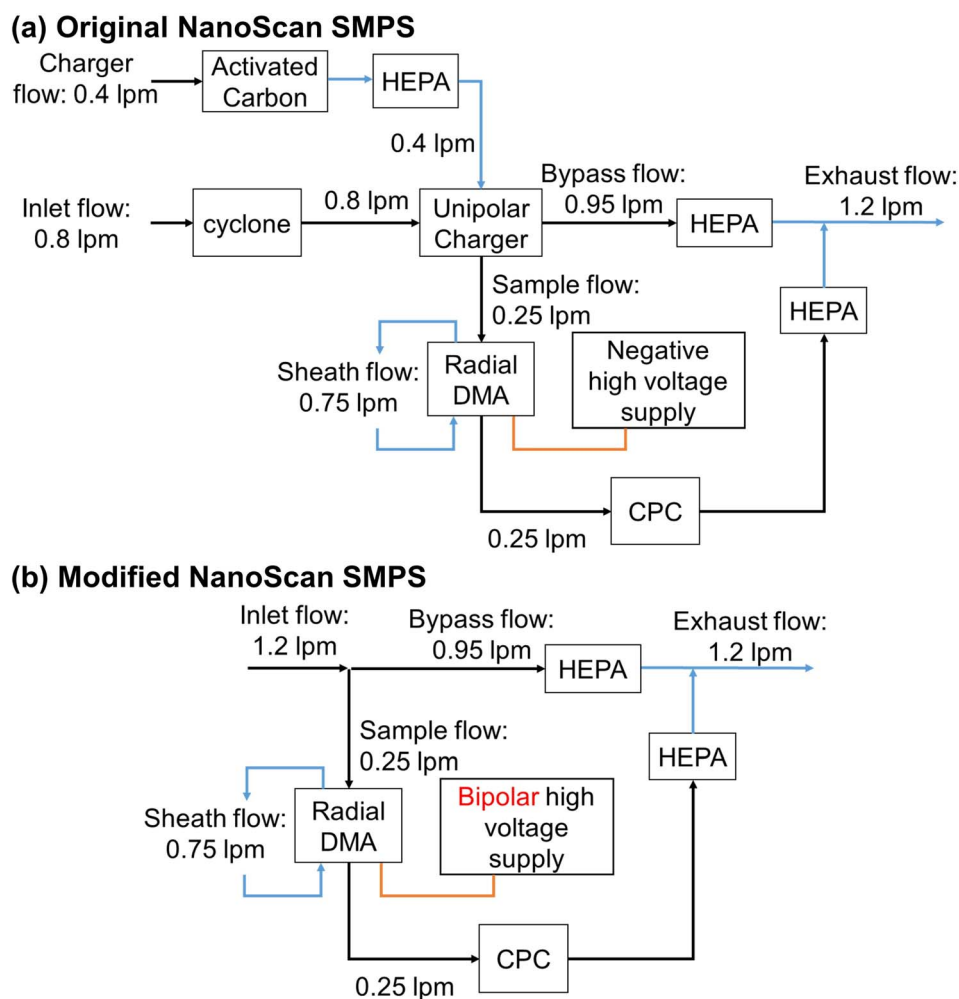 (a) Original NanoScan SMPS
Charger
flow: 0.4 lpm
Activated
Carbon
HEPA
0.4 lpm
Inlet flow:
0.8 lpm
cyclone
0.8 lpm
Unipolar
Charger
Bypass flow:
0.95 lpm
HEPA
Exhaust flow:
1.2 lpm
Sample flow:
0.25 lpm
HEPA
Sheath flow:
0.75 lpm
Radial
DMA
Negative
high voltage
supply
0.25 lpm
CPC
(b) Modified NanoScan SMPS
Inlet flow:
1.2 lpm
Bypass flow:
0.95 lpm
HEPA
Exhaust flow:
1.2 lpm
Sample flow:
0.25 lpm
HEPA
Sheath flow:
0.75 lpm
Radial
DMA
Bipolar high
voltage
supply
0.25 lpm
CPC